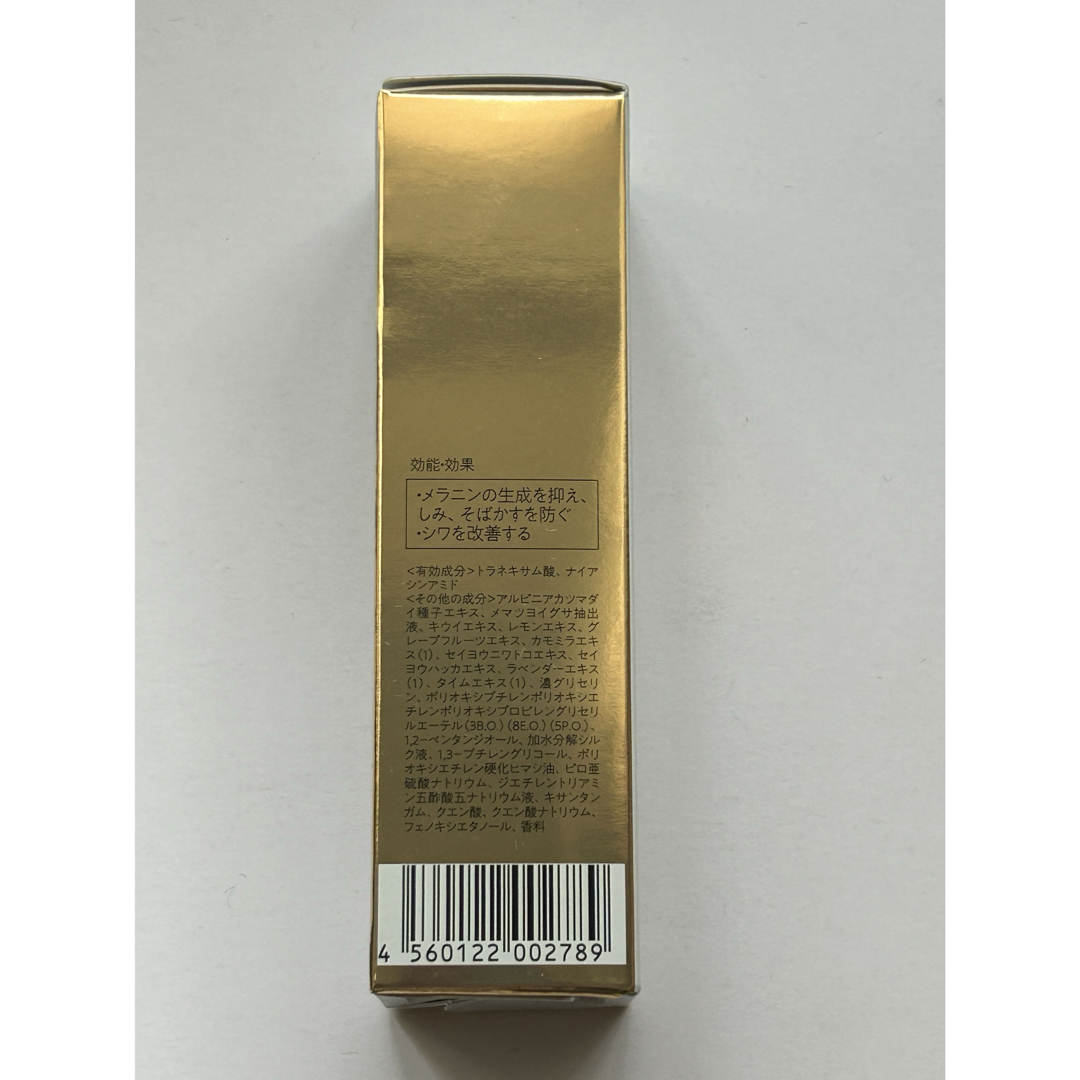 効能・効果
・メラニンの生成を抑え、
しみ、そばかすを防ぐ
・シワを改善する
<有効成分>トラネキサム酸、ナイア
シンアミド
<その他の成分>アルピニアカツマダ
イ種子エキス、メマツヨイグサ抽出
液、キウイエキス、レモンエキス、グ
レープフルーツエキス、カモミラエキ
ス(1)、セイヨウニワトコエキス、セイ
ヨウハッカエキス、ラベンダーエキス
(1)、タイムエキス(1)、濃グリセリ
ン、ポリオキシブチレンポリオキシエ
チレンポリオキシプロピレングリセリ
ルエーテル(3B.O.)(8E.O.)(5P.O.)、
1,2-ペンタンジオール、加水分解シル
ク液、1,3-ブチレングリコール、ポリ
オキシエチレン硬化ヒマシ油、ピロ亜
硫酸ナトリウム、ジエチレントリアミ
ン五酢酸五ナトリウム液、キサンタン
ガム、クエン酸、クエン酸ナトリウム、
フェノキシエタノール、香料
4 560122 002789